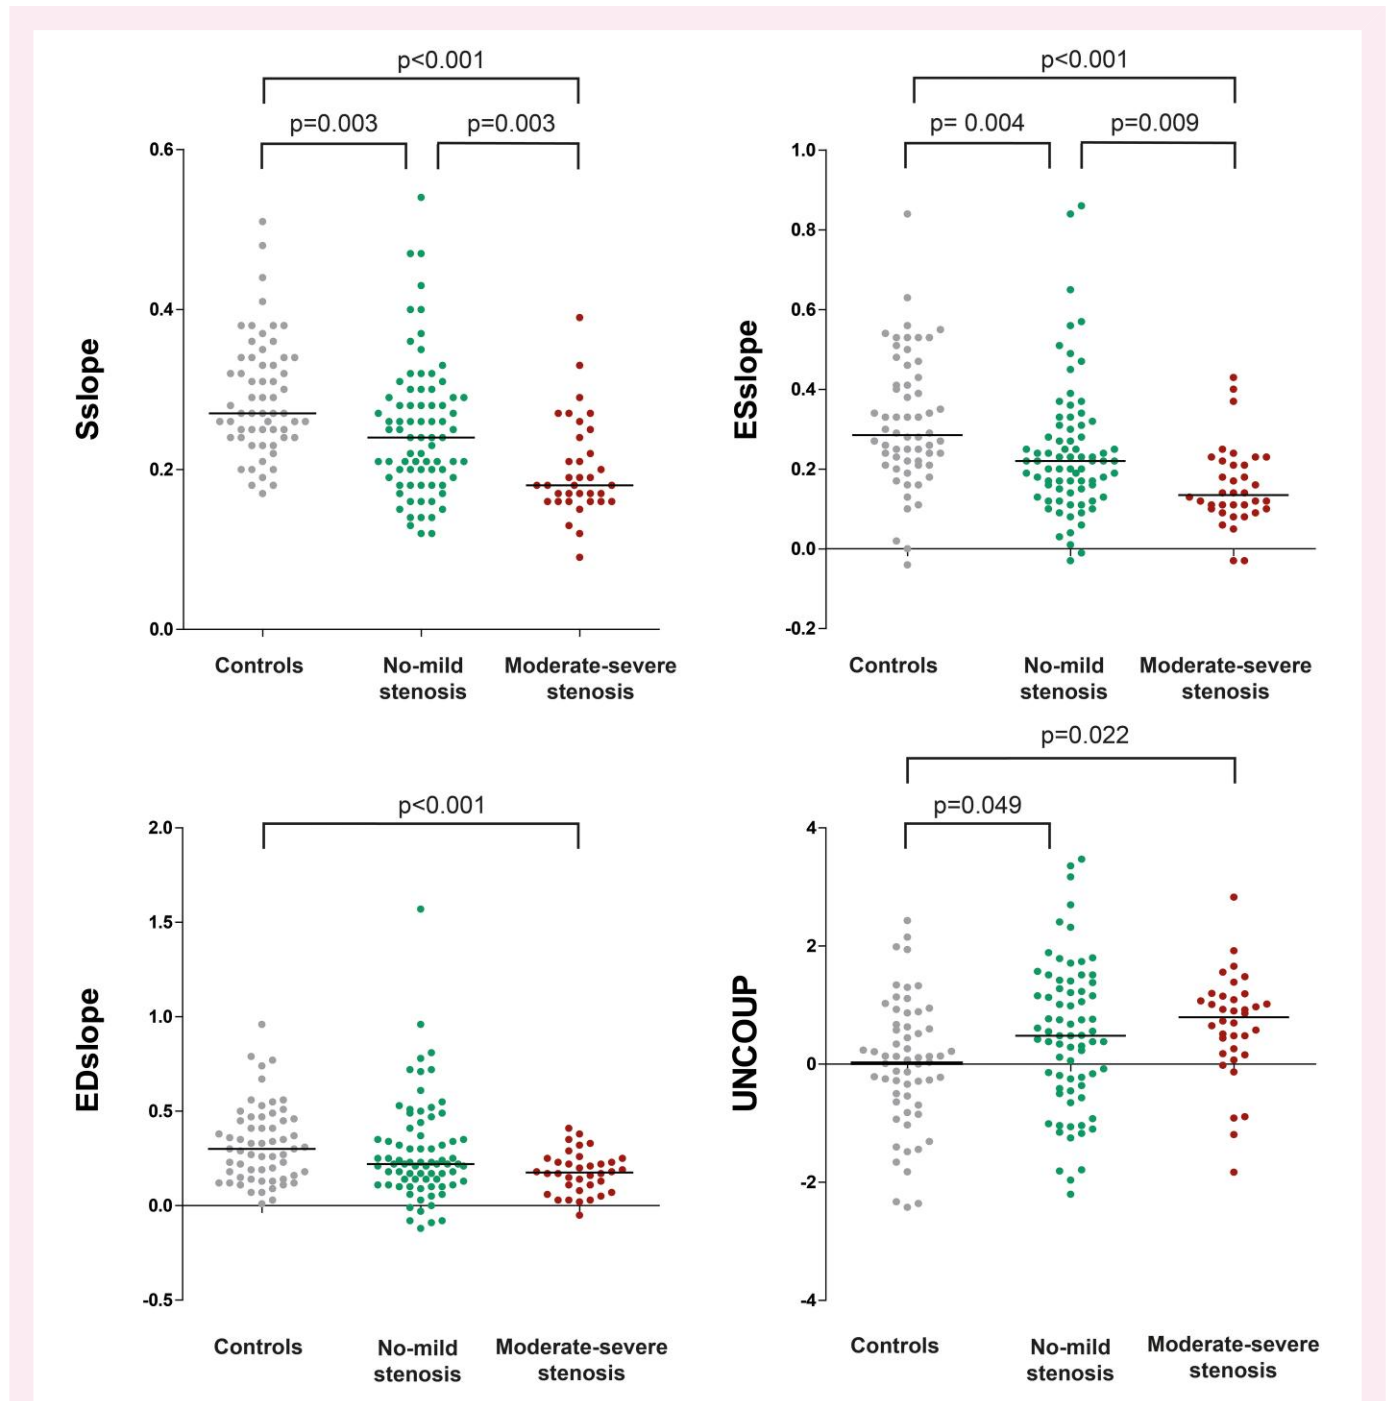 p<0.001
p=0.003
p=0.003
0.6
0.4
0.2
0.0
Sslope
Controls
No-mild
stenosis
Moderate-severe
stenosis
p<0.001
p= 0.004
p=0.009
1.0
0.8
0.6
0.4
0.2
0.0
-0.2
ESslope
Controls
No-mild
stenosis
Moderate-severe
stenosis
p<0.001
2.0
1.5
1.0
0.5
0.0
-0.5
EDslope
Controls
No-mild
stenosis
Moderate-severe
stenosis
p=0.022
p=0.049
4
2
0
-2
-4
UNCOUP
Controls
No-mild
stenosis
Moderate-severe
stenosis